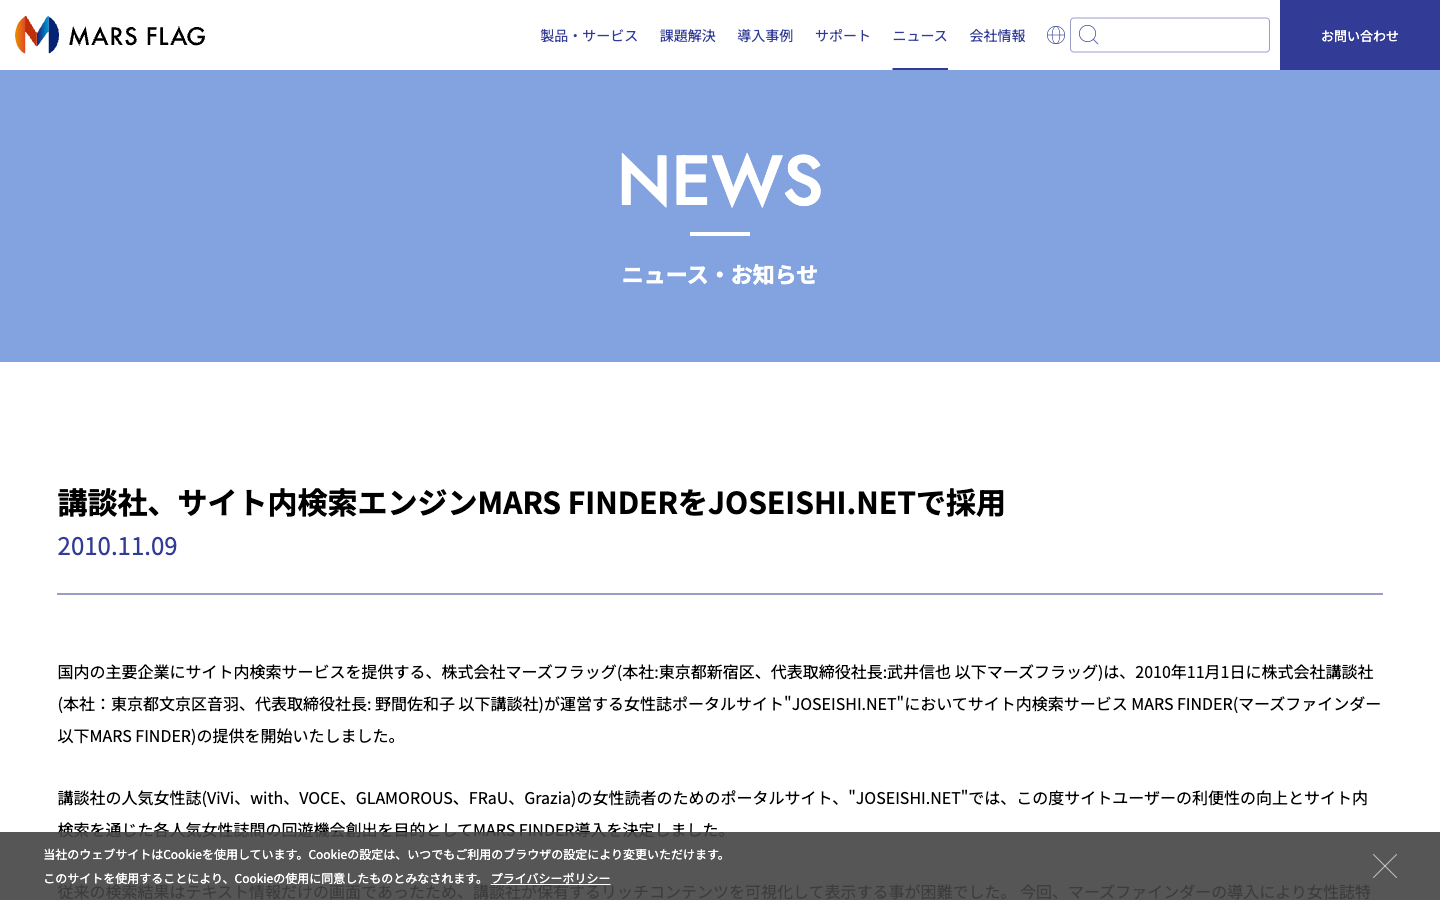 MARS FLAG
製品・サービス 課題解決 導入事例 サポート ニュース 会社情報 お問い合わせ
NEWS
ニュース・お知らせ
講談社、サイト内検索エンジンMARS FINDERをJOSEISHI.NETで採用
2010.11.09
国内の主要企業にサイト内検索サービスを提供する、株式会社マーズフラッグ(本社:東京都新宿区、代表取締役社長:武井信也 以下マーズフラッグ)は、2010年11月1日に株式会社講談社
(本社：東京都文京区音羽、代表取締役社長: 野間佐和子 以下講談社)が運営する女性誌ポータルサイト"JOSEISHI.NET"においてサイト内検索サービス MARS FINDER(マーズファインダー
以下MARS FINDER)の提供を開始いたしました。
講談社の人気女性誌(ViVi、with、VOCE、GLAMOROUS、FRaU、Grazia)の女性読者のためのポータルサイト、"JOSEISHI.NET"では、この度サイトユーザーの利便性の向上とサイト内
検索を通じた各人気女性誌間の回遊機会創出を目的としてMARS FINDER導入を決定しました。
当社のウェブサイトはCookieを使用しています。Cookieの設定は、いつでもご利用のブラウザの設定により変更いただけます。
このサイトを使用することにより、Cookieの使用に同意したものとみなされます。 プライバシーポリシー
従来の検索結果はテキスト情報だけの画面であったため、講談社が保有するリッチコンテンツを可視化して表示する事が困難でした。 今回、マーズファインダーの導入により女性誌特